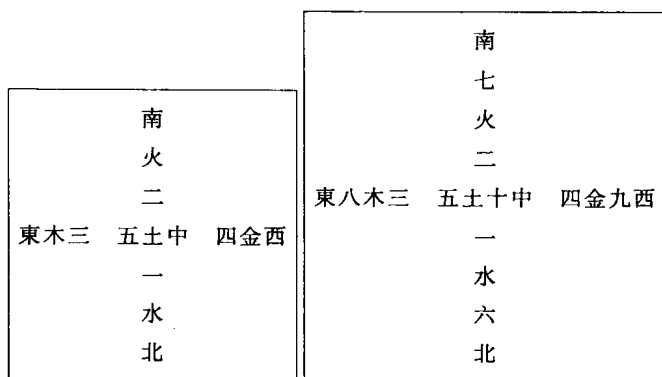 南
火
二
東木三 五土中 四金西
一
水
北
南
七
火
二
東八木三 五土十中 四金九西
一
水
六
北